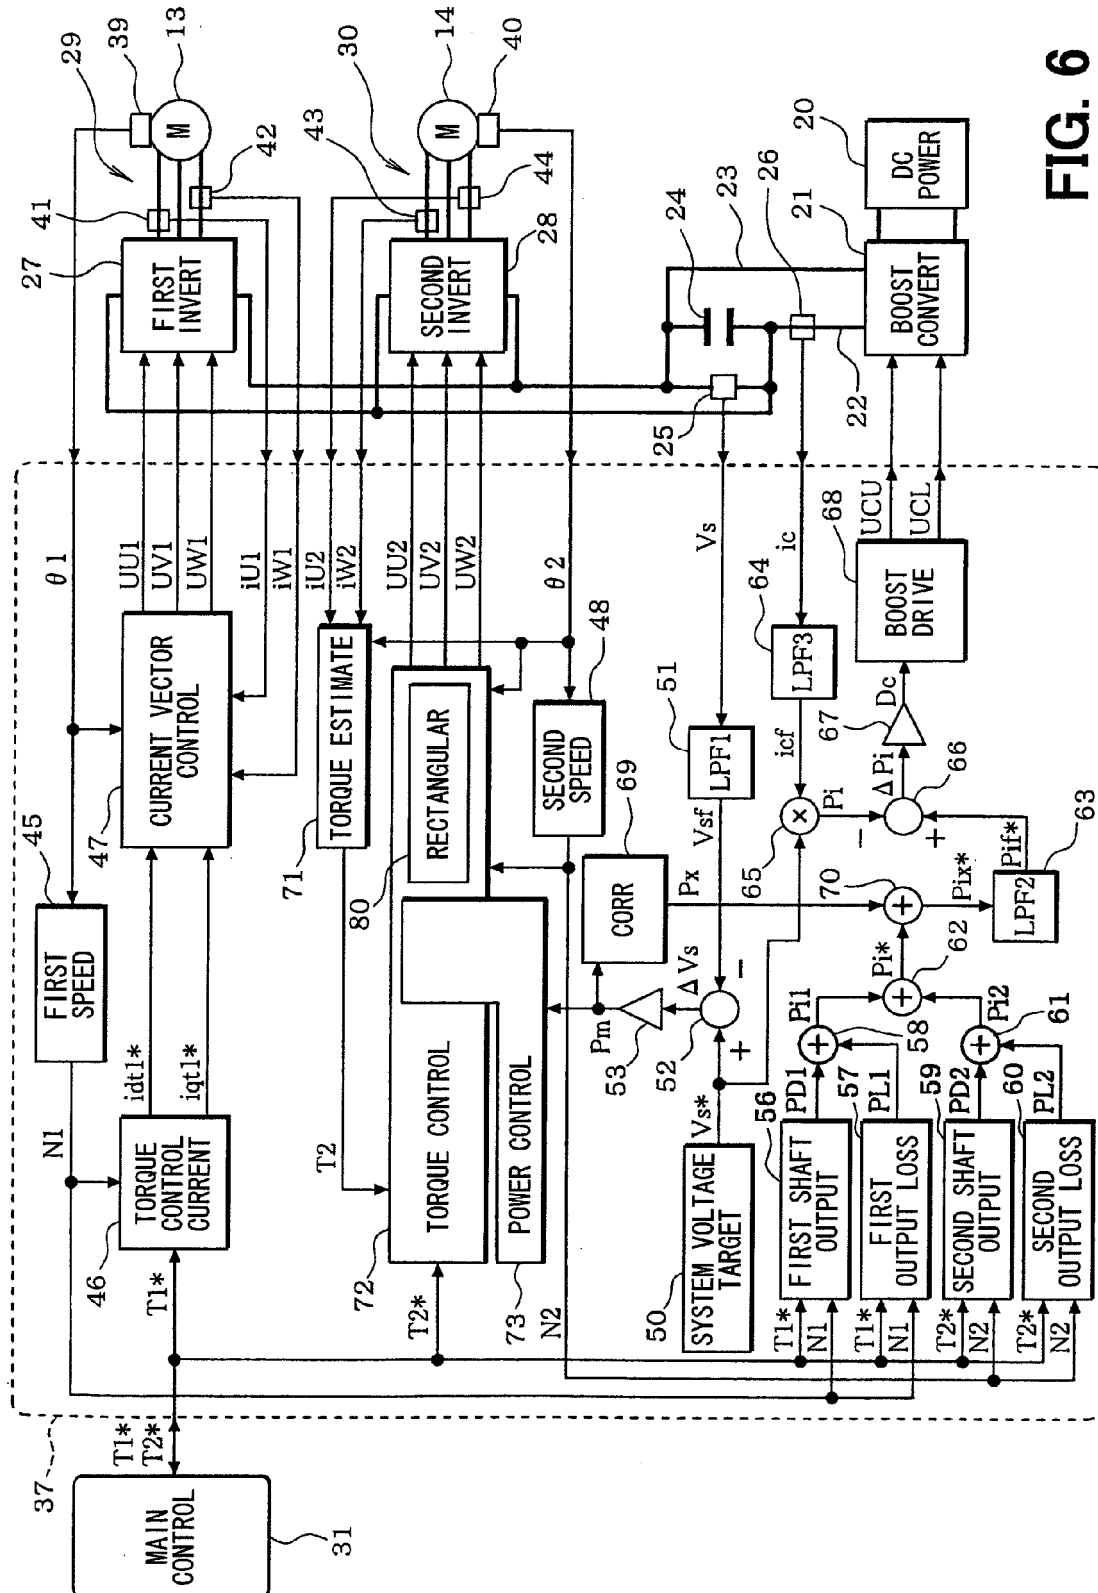 FIG. 6
37
MAIN
CONTROL
31
T1*
T2*
θ1
45
FIRST
SPEED
N1
46
TORQUE
CONTROL
CURRENT
T1*
idt1*
iqt1*
47
CURRENT VECTOR
CONTROL
UU1
UV1
UW1
iU1
iW1
27
FIRST
INVERT
41
29
39
13
M
42
iU2
iW2
71
TORQUE ESTIMATE
T2
72
TORQUE CONTROL
T2*
80
RECTANGULAR
UU2
UV2
UW2
73
POWER CONTROL
N2
SECOND
INVERT
28
43
30
14
M
40
44
θ2
48
SECOND
SPEED
69
CORR
Px
Pm
53
ΔVs
52
+
−
Vsf
51
LPF1
Vs
25
24
23
50
SYSTEM VOLTAGE
TARGET
Vs*
65
×
Pi
icf
LPF3
64
ic
26
22
56
FIRST SHAFT
OUTPUT
T1*
N1
PD1
57
FIRST
OUTPUT LOSS
T1*
N1
PL1
+
58
Pi1
59
SECOND SHAFT
OUTPUT
T2*
N2
PD2
60
SECOND
OUTPUT LOSS
T2*
N2
PL2
+
61
Pi2
+
62
Pi*
70
+
Pix*
LPF2
63
Pif*
−
+
66
ΔPi
67
Dc
BOOST
DRIVE
68
UCU
UCL
BOOST
CONVERT
21
DC
POWER
20